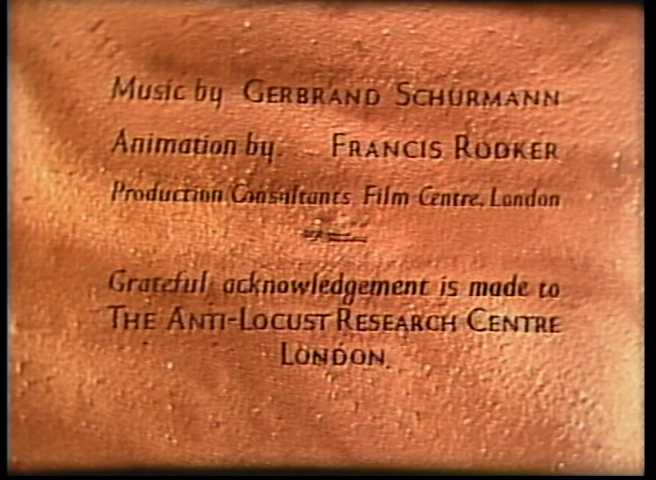 Music by GERBRAND SCHURMANN
Animation by. FRANCIS RODKER
Production Consultants Film Centre, London
Grateful acknowledgement is made to
THE ANTI-LOCUST RESEARCH CENTRE
LONDON.